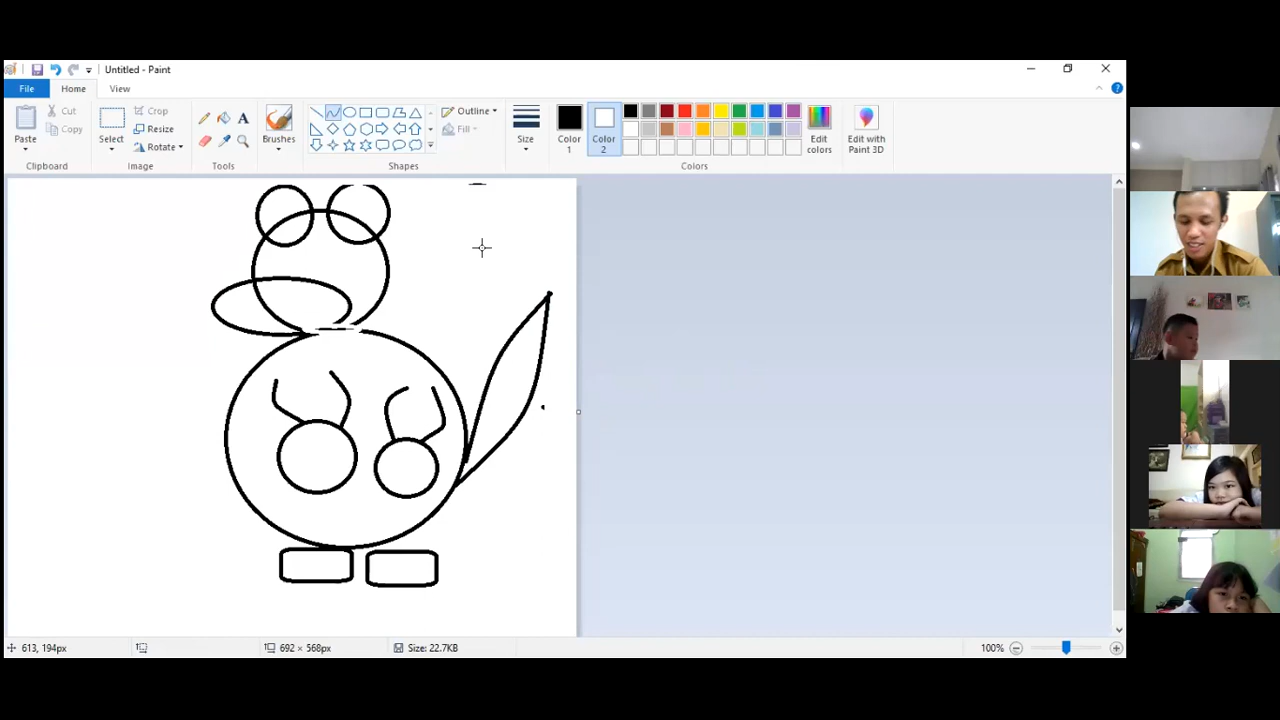 Untitled - Paint
File Home View
Cut
Copy
Paste
Clipboard
Crop
Resize
Rotate
Select
Image
Tools
Brushes
Outline
Fill
Shapes
Size
Color 1
Color 2
Edit colors
Colors
Edit with Paint 3D
613, 194px
692 × 568px
Size: 22.7KB
100%